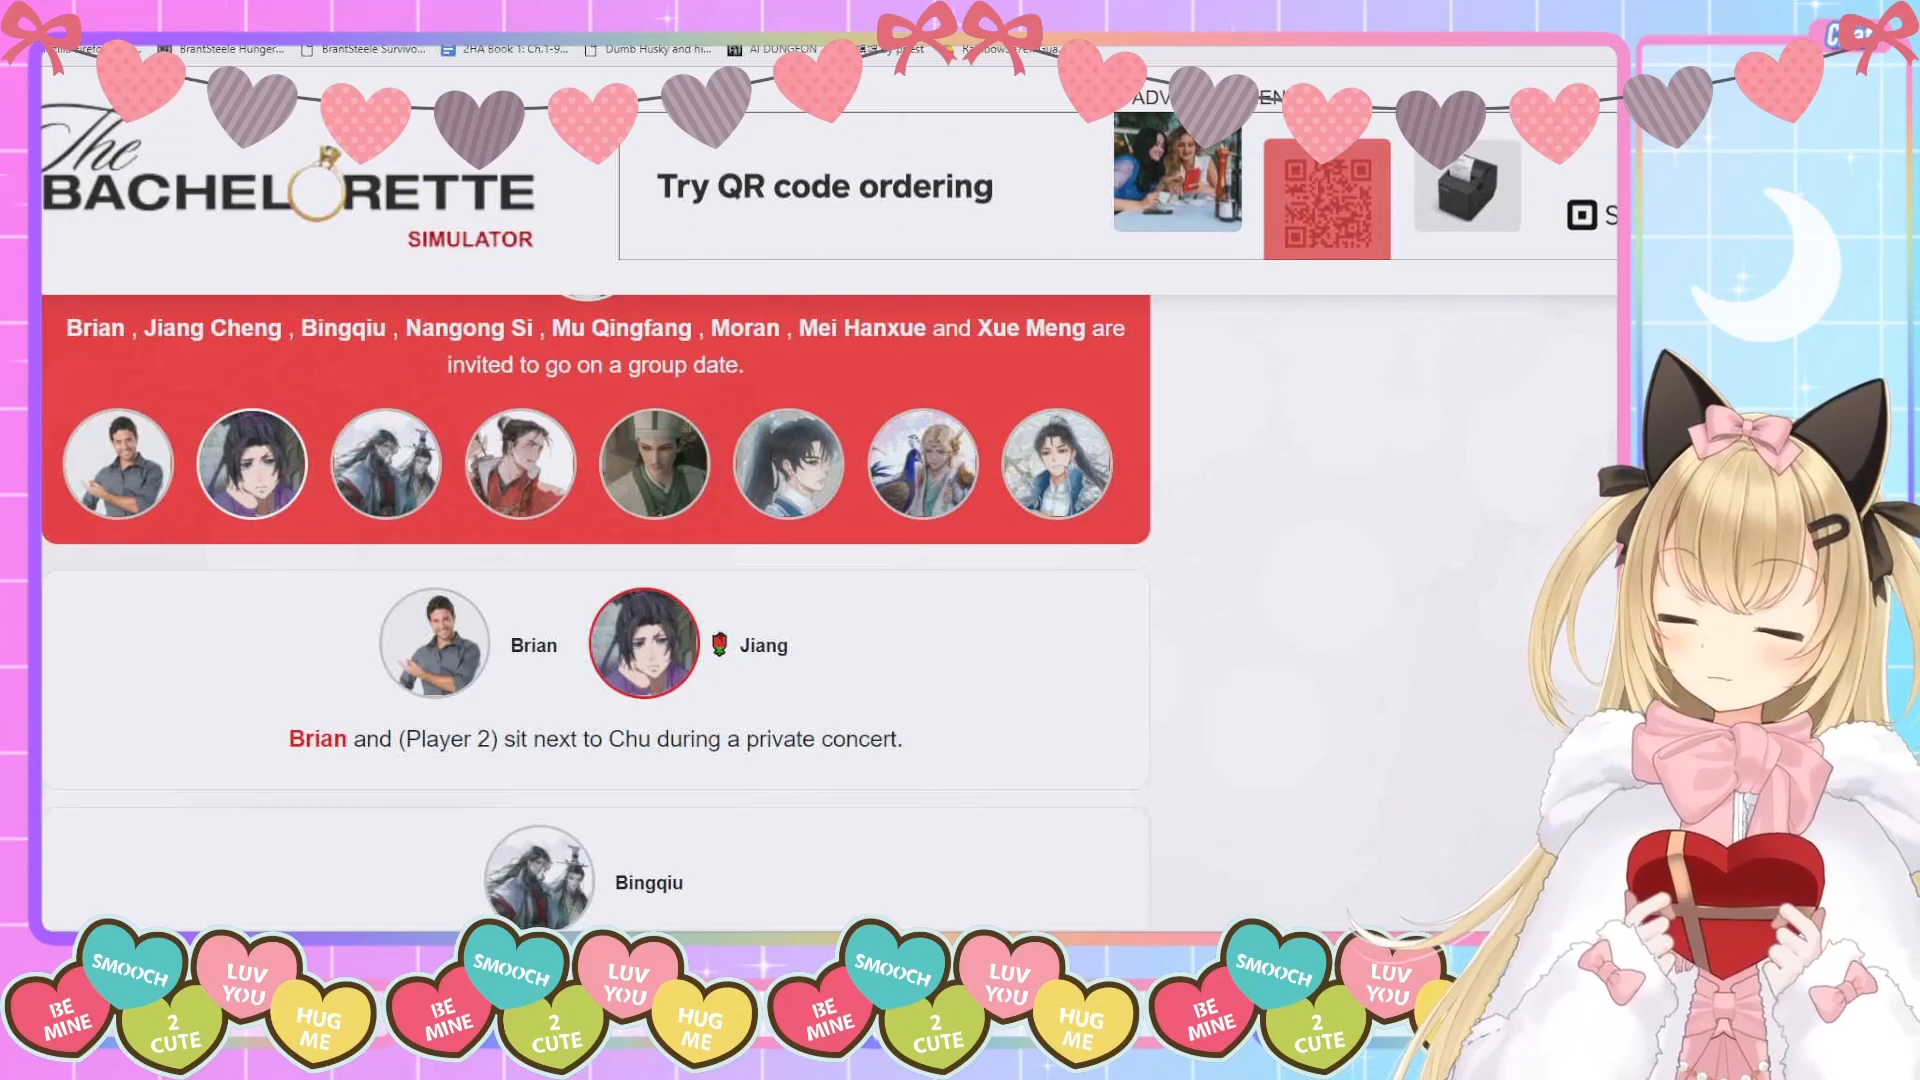 BrantSteele Hunger...
BrantSteele Survivo...
2HA Book 1: Ch.1-9...
Dumb Husky and hi...
AI DUNGEON
The
BACHELORETTE
SIMULATOR
Try QR code ordering
Brian , Jiang Cheng , Bingqiu , Nangong Si , Mu Qingfang , Moran , Mei Hanxue and Xue Meng are
invited to go on a group date.
Brian
Jiang
Brian and (Player 2) sit next to Chu during a private concert.
Bingqiu
BE MINE
SMOOCH
2 CUTE
LUV YOU
HUG ME
BE MINE
SMOOCH
2 CUTE
LUV YOU
HUG ME
BE MINE
SMOOCH
2 CUTE
LUV YOU
HUG ME
BE MINE
SMOOCH
2 CUTE
LUV YOU